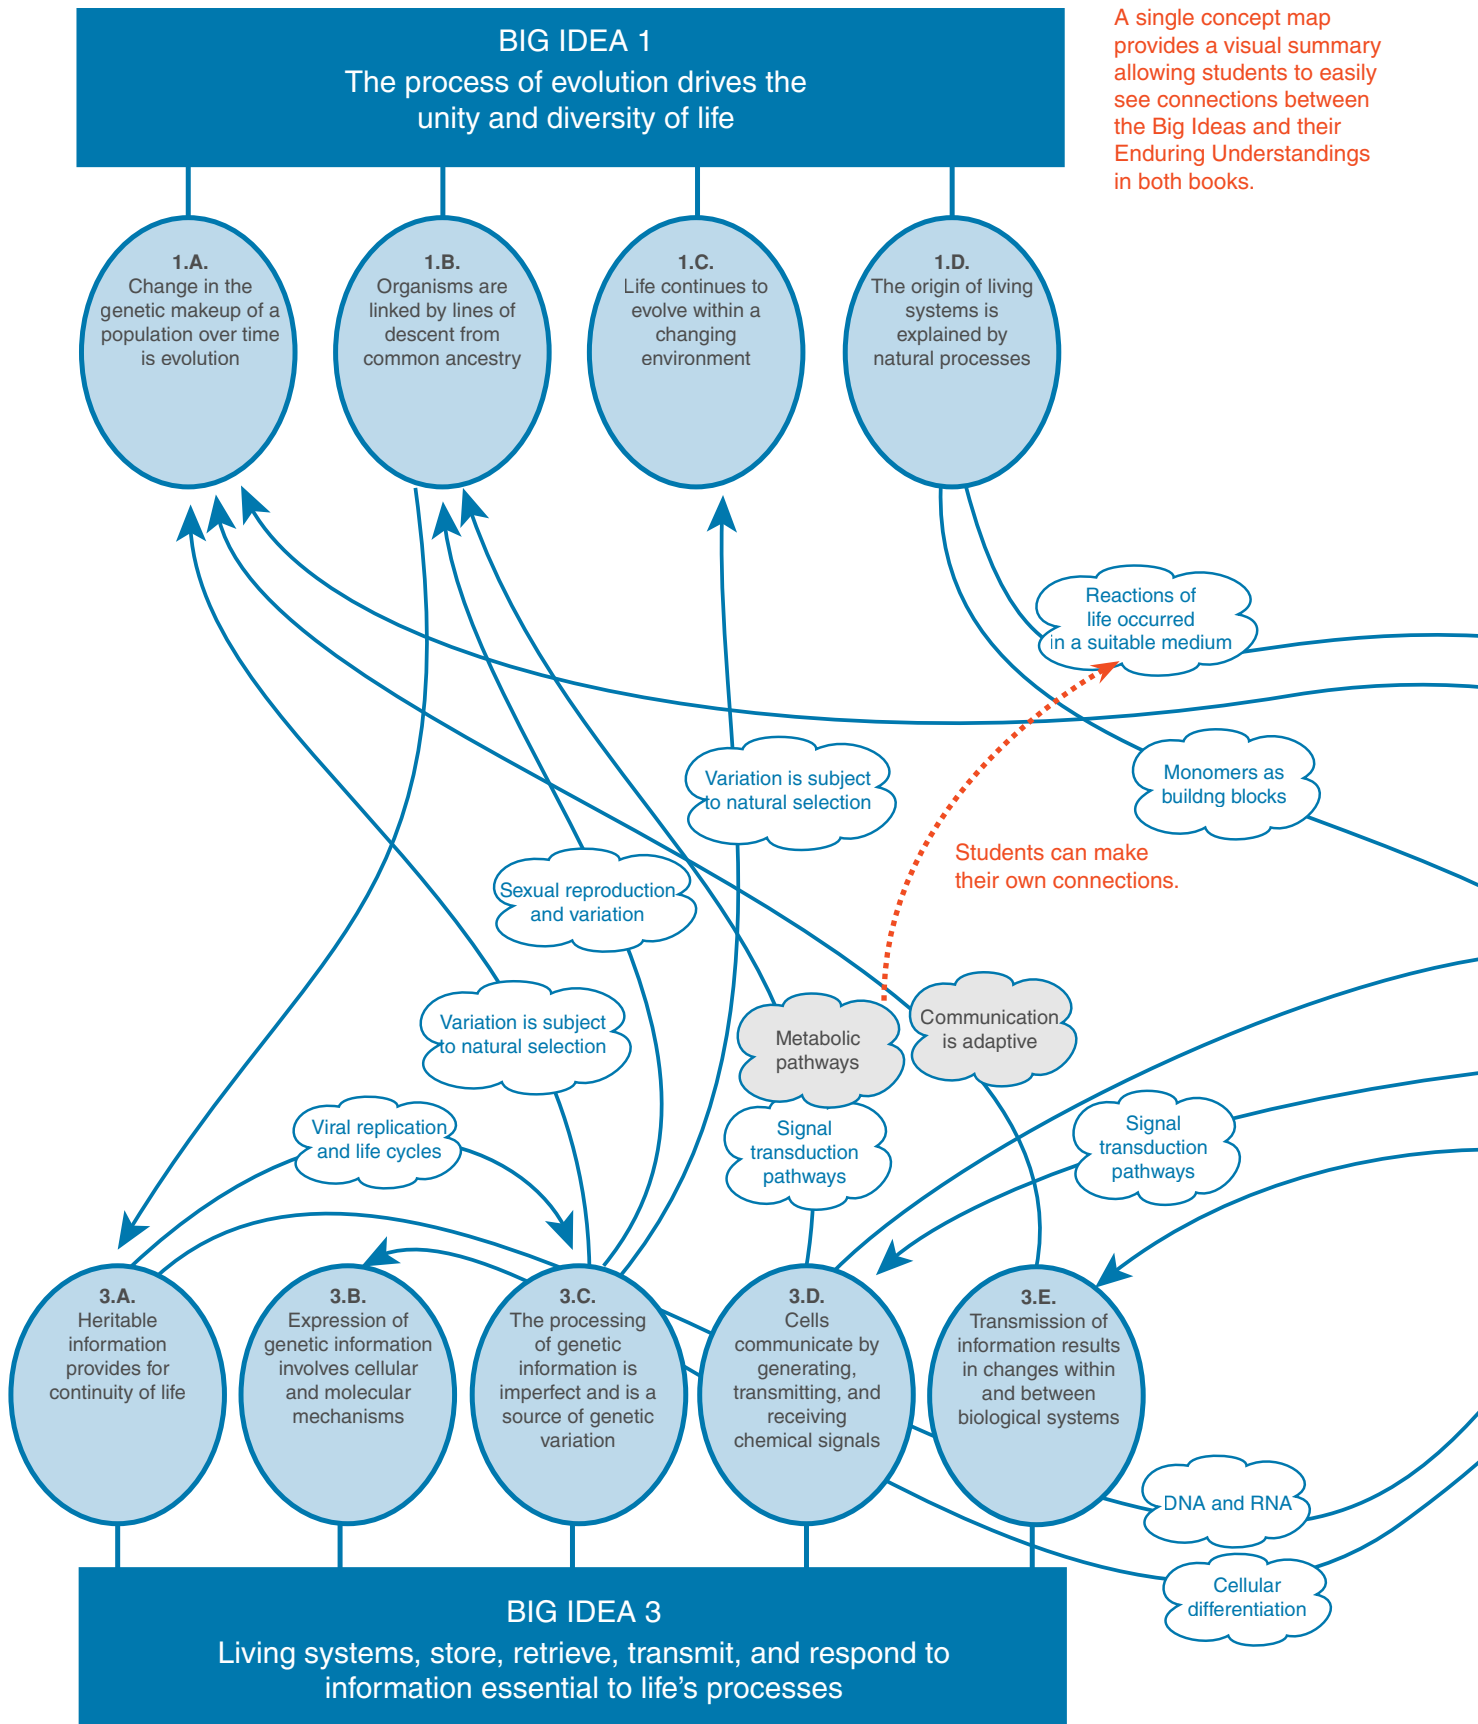 BIG IDEA 1
The process of evolution drives the
unity and diversity of life
A single concept map
provides a visual summary
allowing students to easily
see connections between
the Big Ideas and their
Enduring Understandings
in both books.
1.A.
Change in the
genetic makeup of a
population over time
is evolution
1.B.
Organisms are
linked by lines of
descent from
common ancestry
1.C.
Life continues to
evolve within a
changing
environment
1.D.
The origin of living
systems is
explained by
natural processes
Reactions of
life occurred
in a suitable medium
Variation is subject
to natural selection
Monomers as
buildng blocks
Students can make
their own connections.
Sexual reproduction
and variation
Variation is subject
to natural selection
Metabolic
pathways
Communication
is adaptive
Viral replication
and life cycles
Signal
transduction
pathways
Signal
transduction
pathways
3.A.
Heritable
information
provides for
continuity of life
3.B.
Expression of
genetic information
involves cellular
and molecular
mechanisms
3.C.
The processing
of genetic
information is
imperfect and is a
source of genetic
variation
3.D.
Cells
communicate by
generating,
transmitting, and
receiving
chemical signals
3.E.
Transmission of
information results
in changes within
and between
biological systems
DNA and RNA
Cellular
differentiation
BIG IDEA 3
Living systems, store, retrieve, transmit, and respond to
information essential to life’s processes